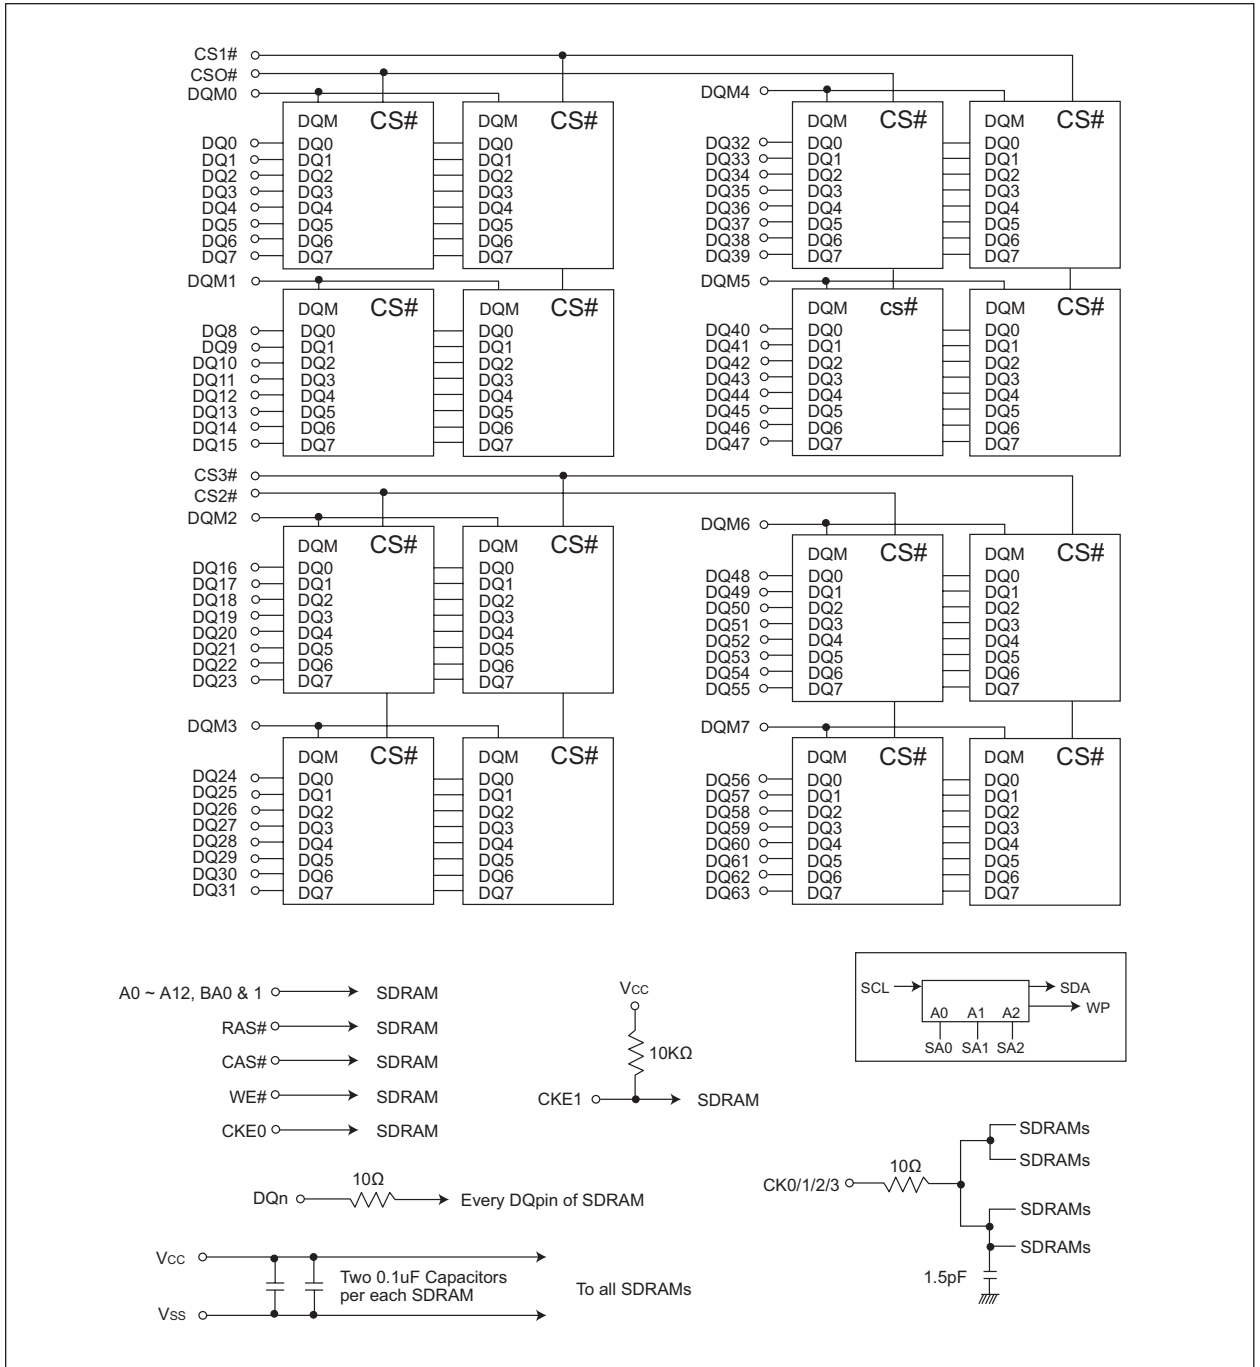 CS1#
CSO#
DQM0
DQM4
DQM CS# DQM CS#
DQM CS# DQM CS#
DQ0 DQ0 DQ0
DQ1 DQ1 DQ1
DQ2 DQ2 DQ2
DQ3 DQ3 DQ3
DQ4 DQ4 DQ4
DQ5 DQ5 DQ5
DQ6 DQ6 DQ6
DQ7 DQ7 DQ7
DQ32 DQ0 DQ0
DQ33 DQ1 DQ1
DQ34 DQ2 DQ2
DQ35 DQ3 DQ3
DQ36 DQ4 DQ4
DQ37 DQ5 DQ5
DQ38 DQ6 DQ6
DQ39 DQ7 DQ7
DQM1
DQM5
DQM CS# DQM CS#
DQM cs# DQM CS#
DQ8 DQ0 DQ0
DQ9 DQ1 DQ1
DQ10 DQ2 DQ2
DQ11 DQ3 DQ3
DQ12 DQ4 DQ4
DQ13 DQ5 DQ5
DQ14 DQ6 DQ6
DQ15 DQ7 DQ7
DQ40 DQ0 DQ0
DQ41 DQ1 DQ1
DQ42 DQ2 DQ2
DQ43 DQ3 DQ3
DQ44 DQ4 DQ4
DQ45 DQ5 DQ5
DQ46 DQ6 DQ6
DQ47 DQ7 DQ7
CS3#
CS2#
DQM2
DQM6
DQM CS# DQM CS#
DQM CS# DQM CS#
DQ16 DQ0 DQ0
DQ17 DQ1 DQ1
DQ18 DQ2 DQ2
DQ19 DQ3 DQ3
DQ20 DQ4 DQ4
DQ21 DQ5 DQ5
DQ22 DQ6 DQ6
DQ23 DQ7 DQ7
DQ48 DQ0 DQ0
DQ49 DQ1 DQ1
DQ50 DQ2 DQ2
DQ51 DQ3 DQ3
DQ52 DQ4 DQ4
DQ53 DQ5 DQ5
DQ54 DQ6 DQ6
DQ55 DQ7 DQ7
DQM3
DQM7
DQM CS# DQM CS#
DQM CS# DQM CS#
DQ24 DQ0 DQ0
DQ25 DQ1 DQ1
DQ26 DQ2 DQ2
DQ27 DQ3 DQ3
DQ28 DQ4 DQ4
DQ29 DQ5 DQ5
DQ30 DQ6 DQ6
DQ31 DQ7 DQ7
DQ56 DQ0 DQ0
DQ57 DQ1 DQ1
DQ58 DQ2 DQ2
DQ59 DQ3 DQ3
DQ60 DQ4 DQ4
DQ61 DQ5 DQ5
DQ62 DQ6 DQ6
DQ63 DQ7 DQ7
A0 ~ A12, BA0 & 1 SDRAM
RAS# SDRAM
CAS# SDRAM
WE# SDRAM
CKE0 SDRAM
Vcc
10KΩ
CKE1 SDRAM
SCL SDA
WP
A0 A1 A2
SA0 SA1 SA2
10Ω
DQn Every DQpin of SDRAM
SDRAMs
SDRAMs
10Ω
CK0/1/2/3
SDRAMs
SDRAMs
1.5pF
Vcc
Two 0.1uF Capacitors
per each SDRAM
To all SDRAMs
Vss